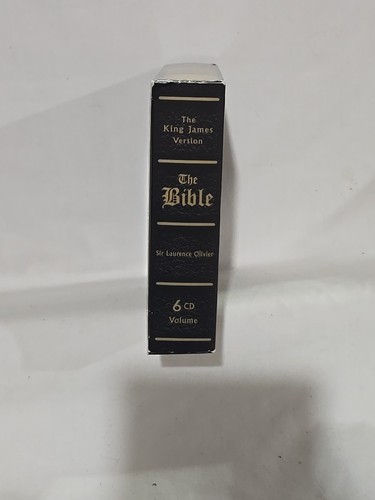 The
King James
Version
The
Bible
Sir Laurence Olivier
6 CD
Volume